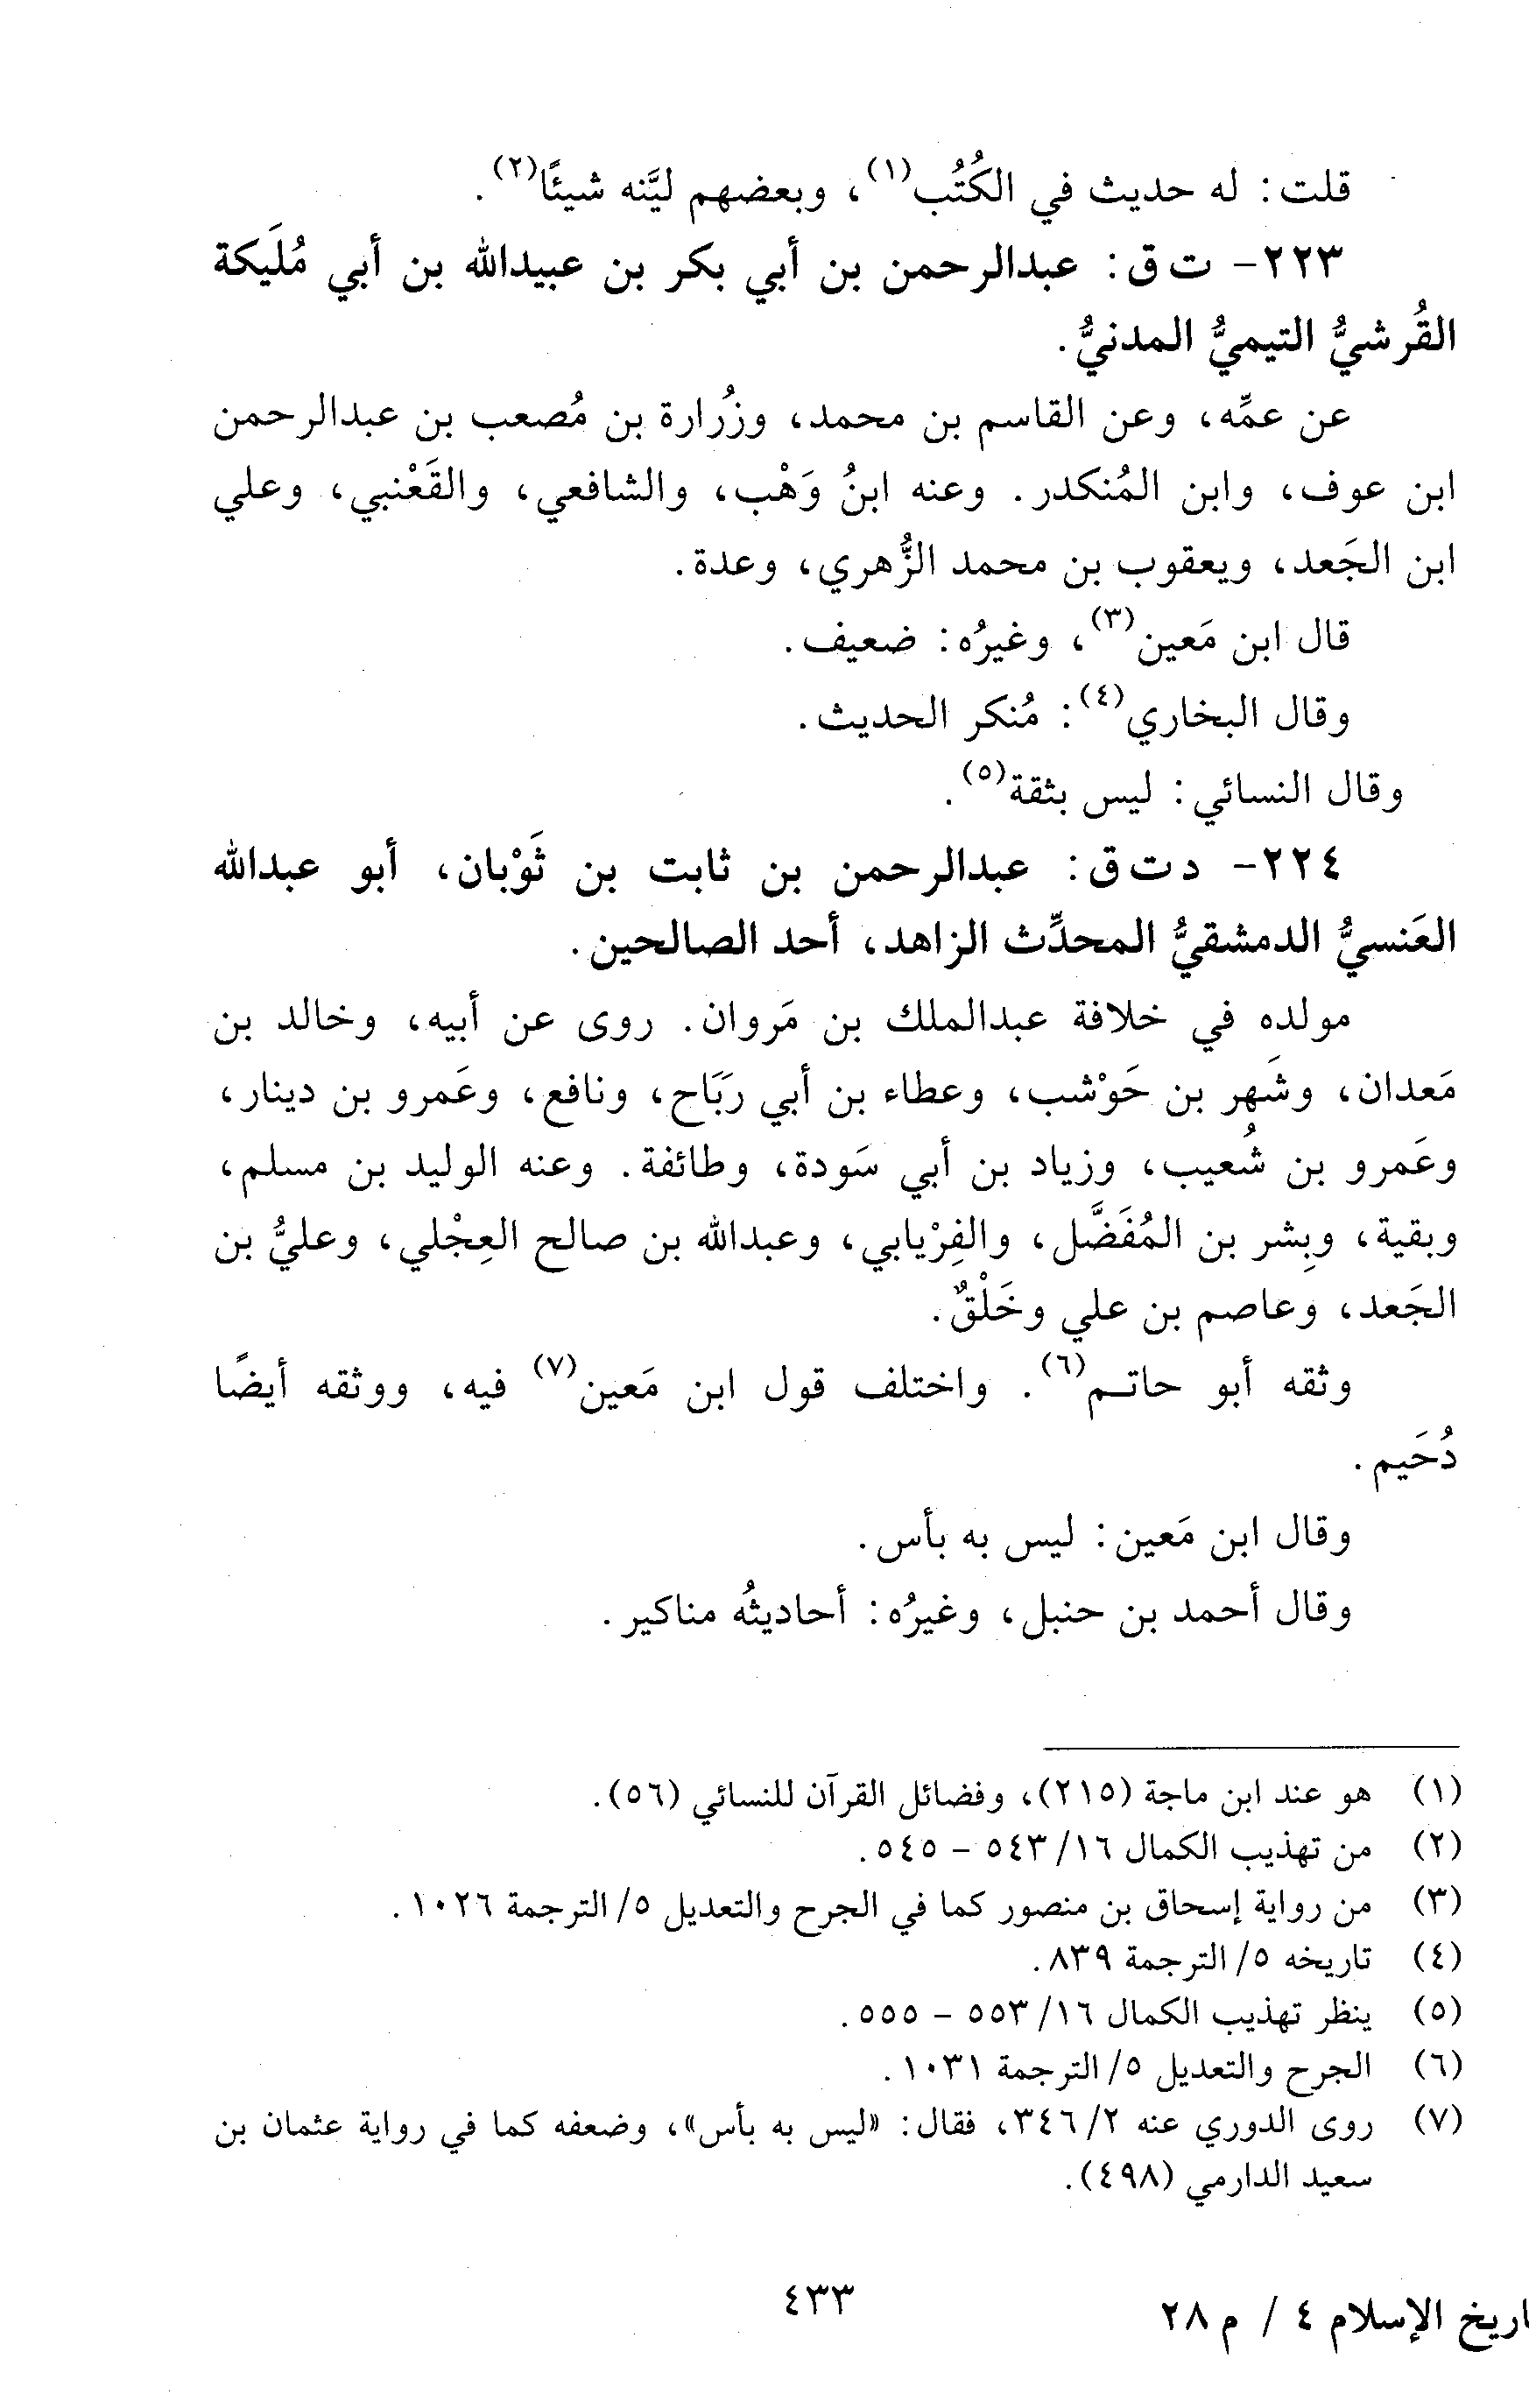 قلت: له حديث في الكُتُب(١)، وبعضهم ليَّنه شيئًا(٢).
٢٢٣- ت ق: عبدالرحمن بن أبي بكر بن عبيدالله بن أبي مُلَيكة
القُرشيُّ التيميُّ المدنيُّ.
عن عمِّه، وعن القاسم بن محمد، وزُرارة بن مُصعب بن عبدالرحمن
ابن عوف، وابن المُنكدر. وعنه ابنُ وَهْب، والشافعي، والقَعْنبي، وعلي
ابن الجَعد، ويعقوب بن محمد الزُّهري، وعدة.
قال ابن مَعين(٣)، وغيرُه: ضعيف.
وقال البخاري(٤): مُنكر الحديث.
وقال النسائي: ليس بثقة(٥).
٢٢٤- د ت ق: عبدالرحمن بن ثابت بن ثَوْبان، أبو عبدالله
العَنسيُّ الدمشقيُّ المحدِّث الزاهد، أحد الصالحين.
مولده في خلافة عبدالملك بن مَروان. روى عن أبيه، وخالد بن
مَعدان، وشَهر بن حَوْشب، وعطاء بن أبي رَبَاح، ونافع، وعَمرو بن دينار،
وعَمرو بن شُعيب، وزياد بن أبي سَودة، وطائفة. وعنه الوليد بن مسلم،
وبقية، وبِشر بن المُفَضَّل، والفِرْيابي، وعبدالله بن صالح العِجْلي، وعليُّ بن
الجَعد، وعاصم بن علي وخَلْقٌ.
وثقه أبو حاتـم(٦). واختلف قول ابن مَعين(٧) فيه، ووثقه أيضًا
دُحَيم.
وقال ابن مَعين: ليس به بأس.
وقال أحمد بن حنبل، وغيرُه: أحاديثُه مناكير.
(١) هو عند ابن ماجة (٢١٥)، وفضائل القرآن للنسائي (٥٦).
(٢) من تهذيب الكمال ١٦/ ٥٤٣ - ٥٤٥.
(٣) من رواية إسحاق بن منصور كما في الجرح والتعديل ٥/ الترجمة ١٠٢٦.
(٤) تاريخه ٥/ الترجمة ٨٣٩.
(٥) ينظر تهذيب الكمال ١٦/ ٥٥٣ - ٥٥٥.
(٦) الجرح والتعديل ٥/ الترجمة ١٠٣١.
(٧) روى الدوري عنه ٢/ ٣٤٦، فقال: «ليس به بأس»، وضعفه كما في رواية عثمان بن
سعيد الدارمي (٤٩٨).
٤٣٣
اريخ الإسلام ٤ / م ٢٨